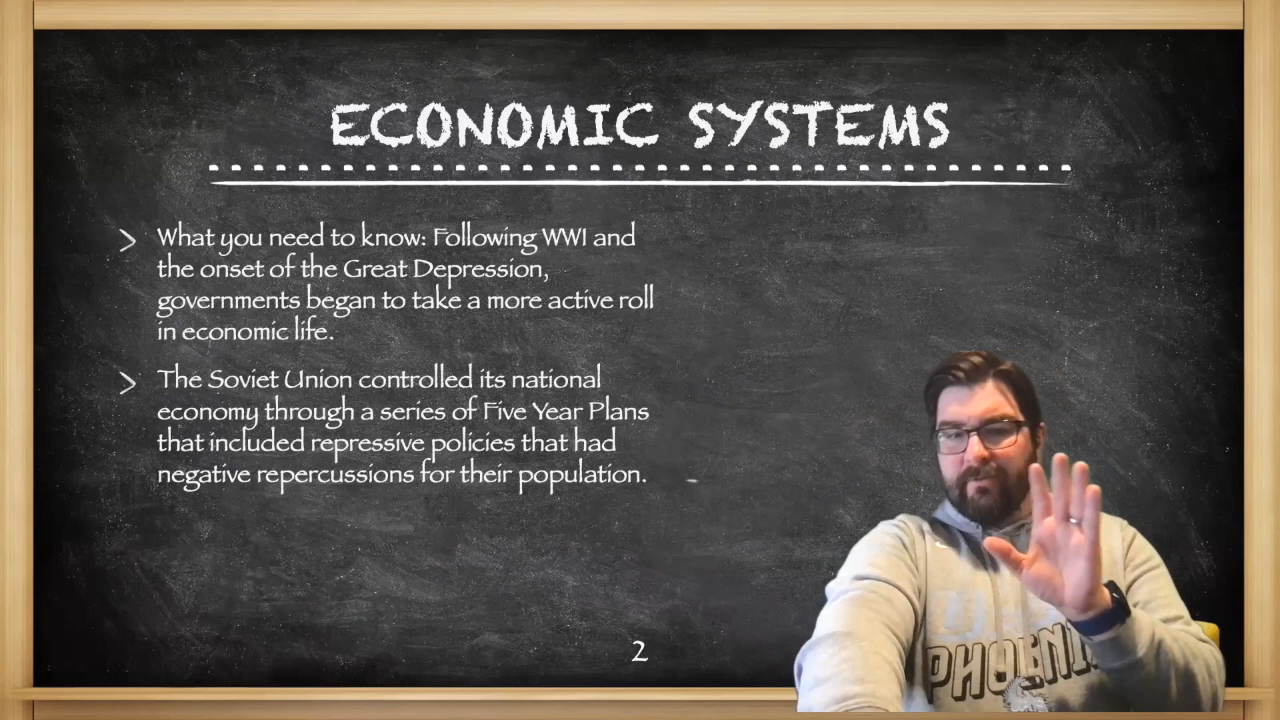 ECONOMIC SYSTEMS
What you need to know: Following WWI and
the onset of the Great Depression,
governments began to take a more active roll
in economic life.
The Soviet Union controlled its national
economy through a series of Five Year Plans
that included repressive policies that had
negative repercussions for their population.
2